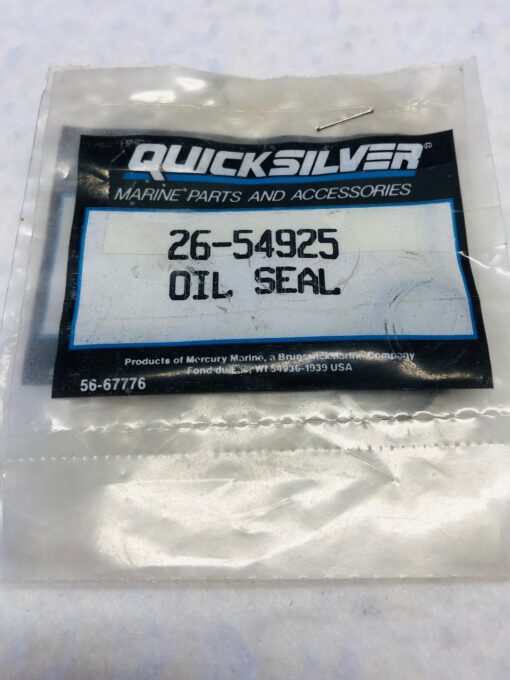 QUICKSILVER®
MARINE PARTS AND ACCESSORIES
26-54925
OIL SEAL
Products of Mercury Marine, a Brunswick Marine Company
Fond du Lac, WI 54936-1939 USA
56-67776